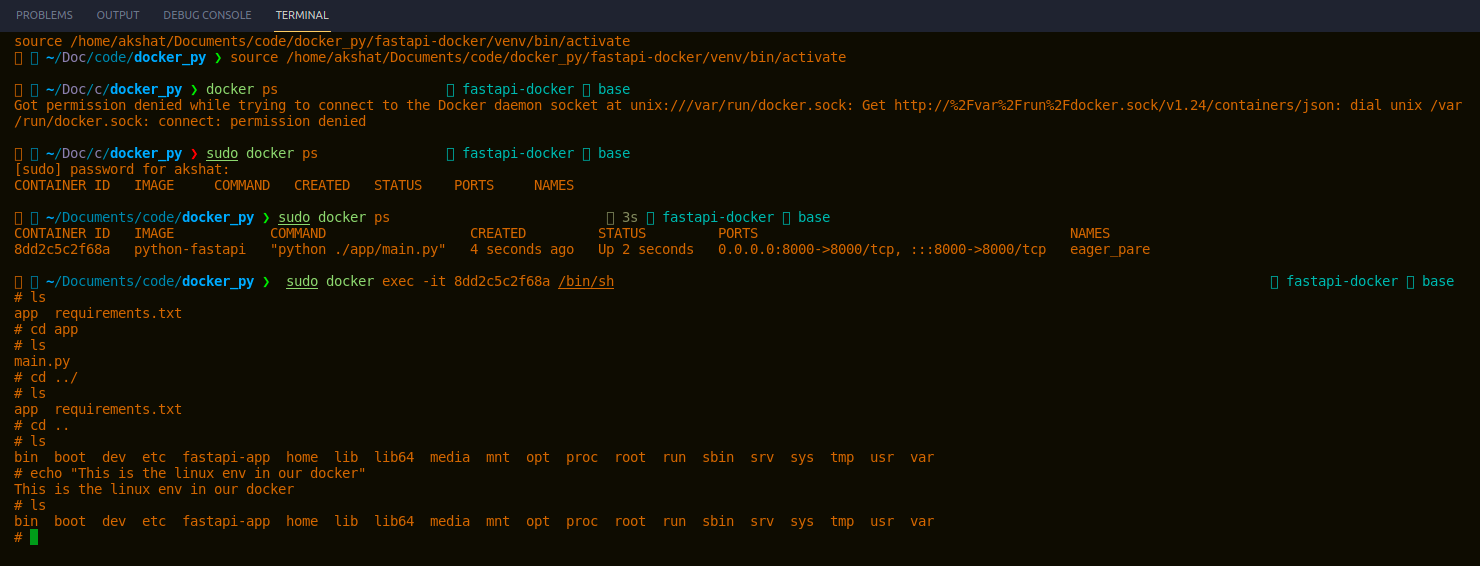 PROBLEMS OUTPUT DEBUG CONSOLE TERMINAL
source /home/akshat/Documents/code/docker_py/fastapi-docker/venv/bin/activate
~/Doc/code/docker_py ❯ source /home/akshat/Documents/code/docker_py/fastapi-docker/venv/bin/activate
~/Doc/c/docker_py ❯ docker ps fastapi-docker base
Got permission denied while trying to connect to the Docker daemon socket at unix:///var/run/docker.sock: Get http://%2Fvar%2Frun%2Fdocker.sock/v1.24/containers/json: dial unix /var
/run/docker.sock: connect: permission denied
~/Doc/c/docker_py ❯ sudo docker ps fastapi-docker base
[sudo] password for akshat:
CONTAINER ID IMAGE COMMAND CREATED STATUS PORTS NAMES
~/Documents/code/docker_py ❯ sudo docker ps 3s fastapi-docker base
CONTAINER ID IMAGE COMMAND CREATED STATUS PORTS NAMES
8dd2c5c2f68a python-fastapi "python ./app/main.py" 4 seconds ago Up 2 seconds 0.0.0.0:8000->8000/tcp, :::8000->8000/tcp eager_pare
~/Documents/code/docker_py ❯ sudo docker exec -it 8dd2c5c2f68a /bin/sh fastapi-docker base
# ls
app requirements.txt
# cd app
# ls
main.py
# cd ../
# ls
app requirements.txt
# cd ..
# ls
bin boot dev etc fastapi-app home lib lib64 media mnt opt proc root run sbin srv sys tmp usr var
# echo "This is the linux env in our docker"
This is the linux env in our docker
# ls
bin boot dev etc fastapi-app home lib lib64 media mnt opt proc root run sbin srv sys tmp usr var
#